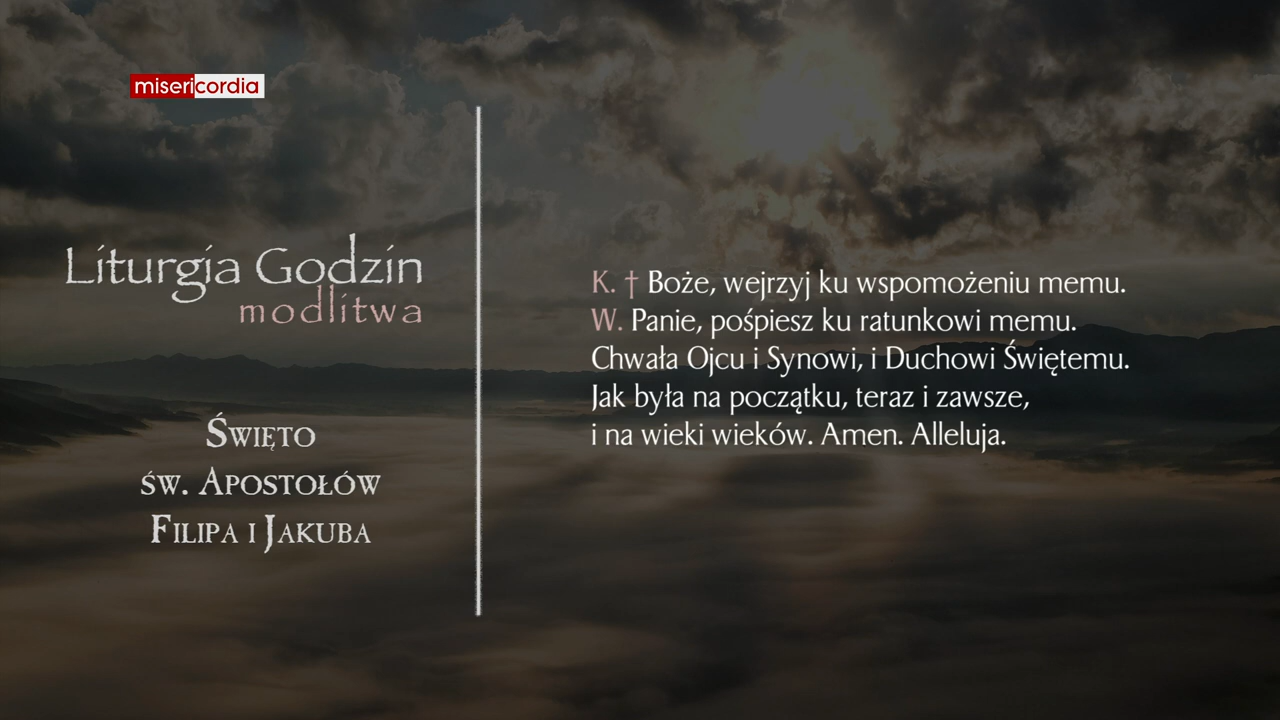 misericordia
Liturgia Godzin
modlitwa
Święto
św. Apostołów
Filipa i Jakuba
K. † Boże, wejrzyj ku wspomożeniu memu.
W. Panie, pośpiesz ku ratunkowi memu.
Chwała Ojcu i Synowi, i Duchowi Świętemu.
Jak była na początku, teraz i zawsze,
i na wieki wieków. Amen. Alleluja.